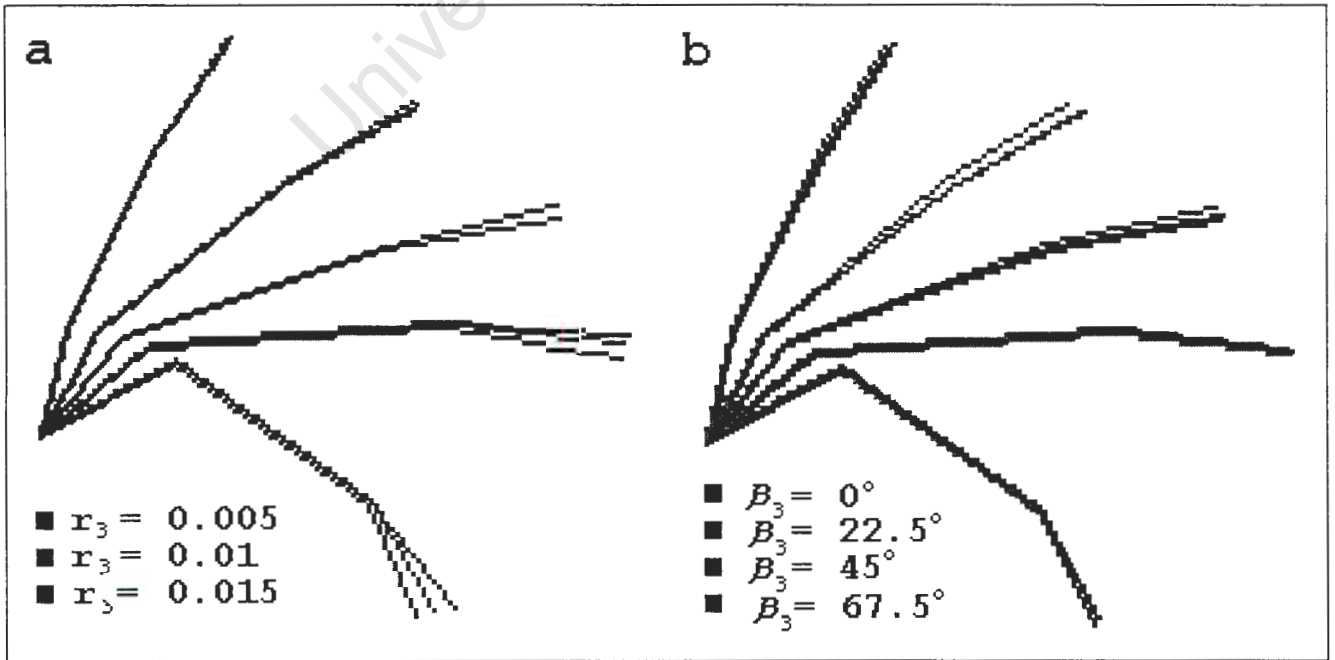 a
b
Unive
r₃ = 0.005
r₃ = 0.01
r₃ = 0.015
β₃ = 0°
β₃ = 22.5°
β₃ = 45°
β₃ = 67.5°